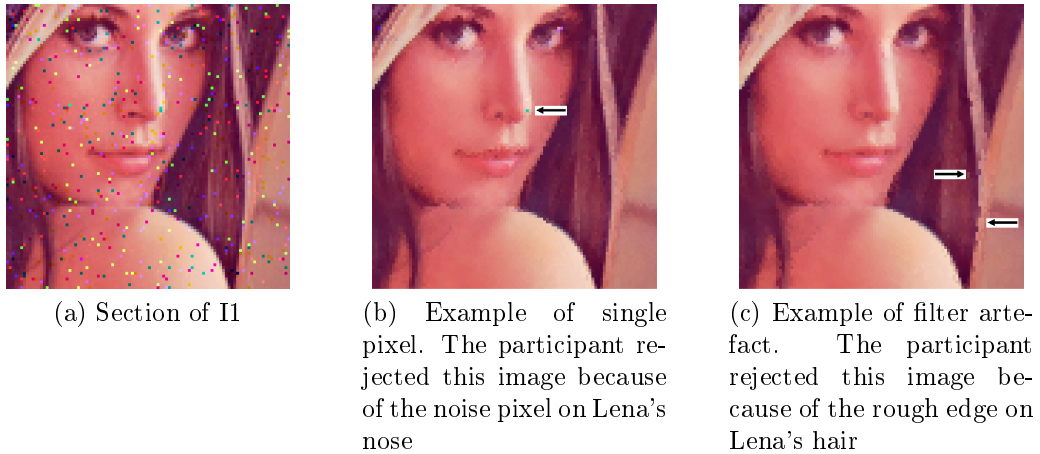 (a) Section of I1
(b) Example of single
pixel. The participant re-
jected this image because
of the noise pixel on Lena's
nose
(c) Example of filter arte-
fact. The participant
rejected this image be-
cause of the rough edge on
Lena's hair